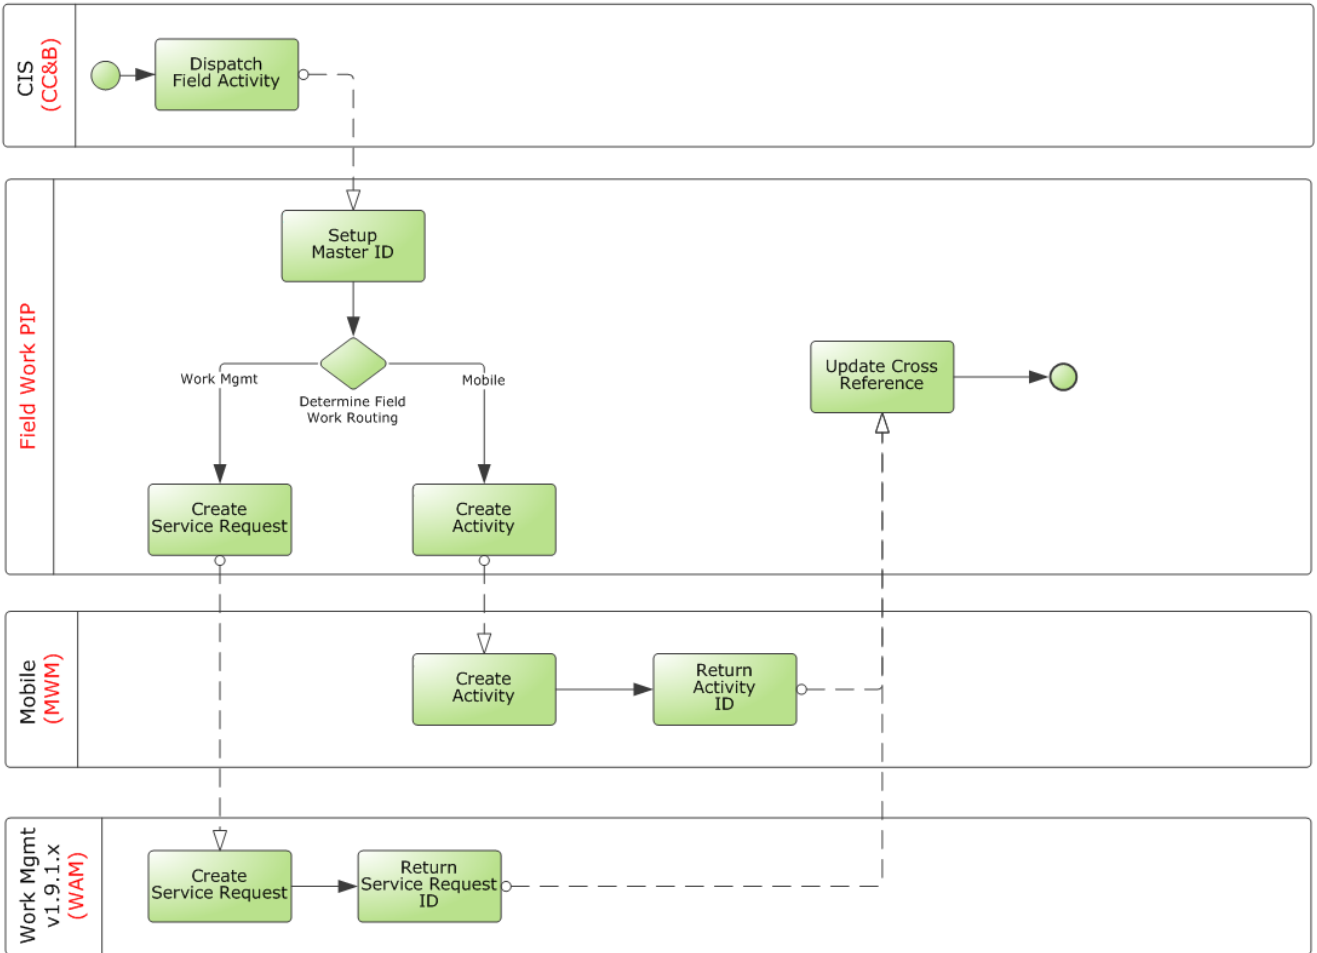 CIS
(CC&B)
Dispatch
Field Activity
Field Work PIP
Setup
Master ID
Work Mgmt
Mobile
Determine Field
Work Routing
Update Cross
Reference
Create
Service Request
Create
Activity
Mobile
(MWM)
Create
Activity
Return
Activity
ID
Work Mgmt
v1.9.1.x
(WAM)
Create
Service Request
Return
Service Request
ID